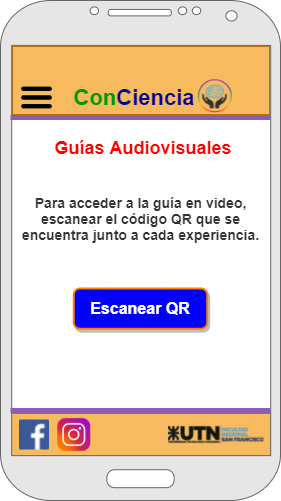 ConCiencia
Guías Audiovisuales
Para acceder a la guía en video,
escanear el código QR que se
encuentra junto a cada experiencia.
Escanear QR
UTN
FACULTAD
REGIONAL
SAN FRANCISCO